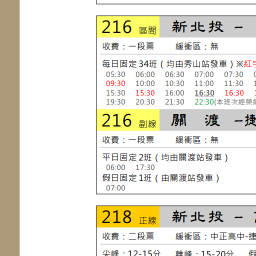 216 區間 新北投 -
收費：一段票 緩衝區：無
每日固定34班（均由秀山站發車）※紅字
05:30 06:00 06:30 07:00 07:30
09:30 10:00 10:30 11:00 11:30
15:30 15:30 16:00 16:30 16:30
19:30 20:30 21:30 22:30(本班次經榮總
216 副線 關 渡 -捷
收費：一段票 緩衝區：無
平日固定2班（均由關渡站發車）
06:00 17:30
假日固定1班（由關渡站發車）
07:00
218 正線 新北投 -
收費：二段票 緩衝區：中正高中-捷
尖峰：12-15分 離峰：15-20分